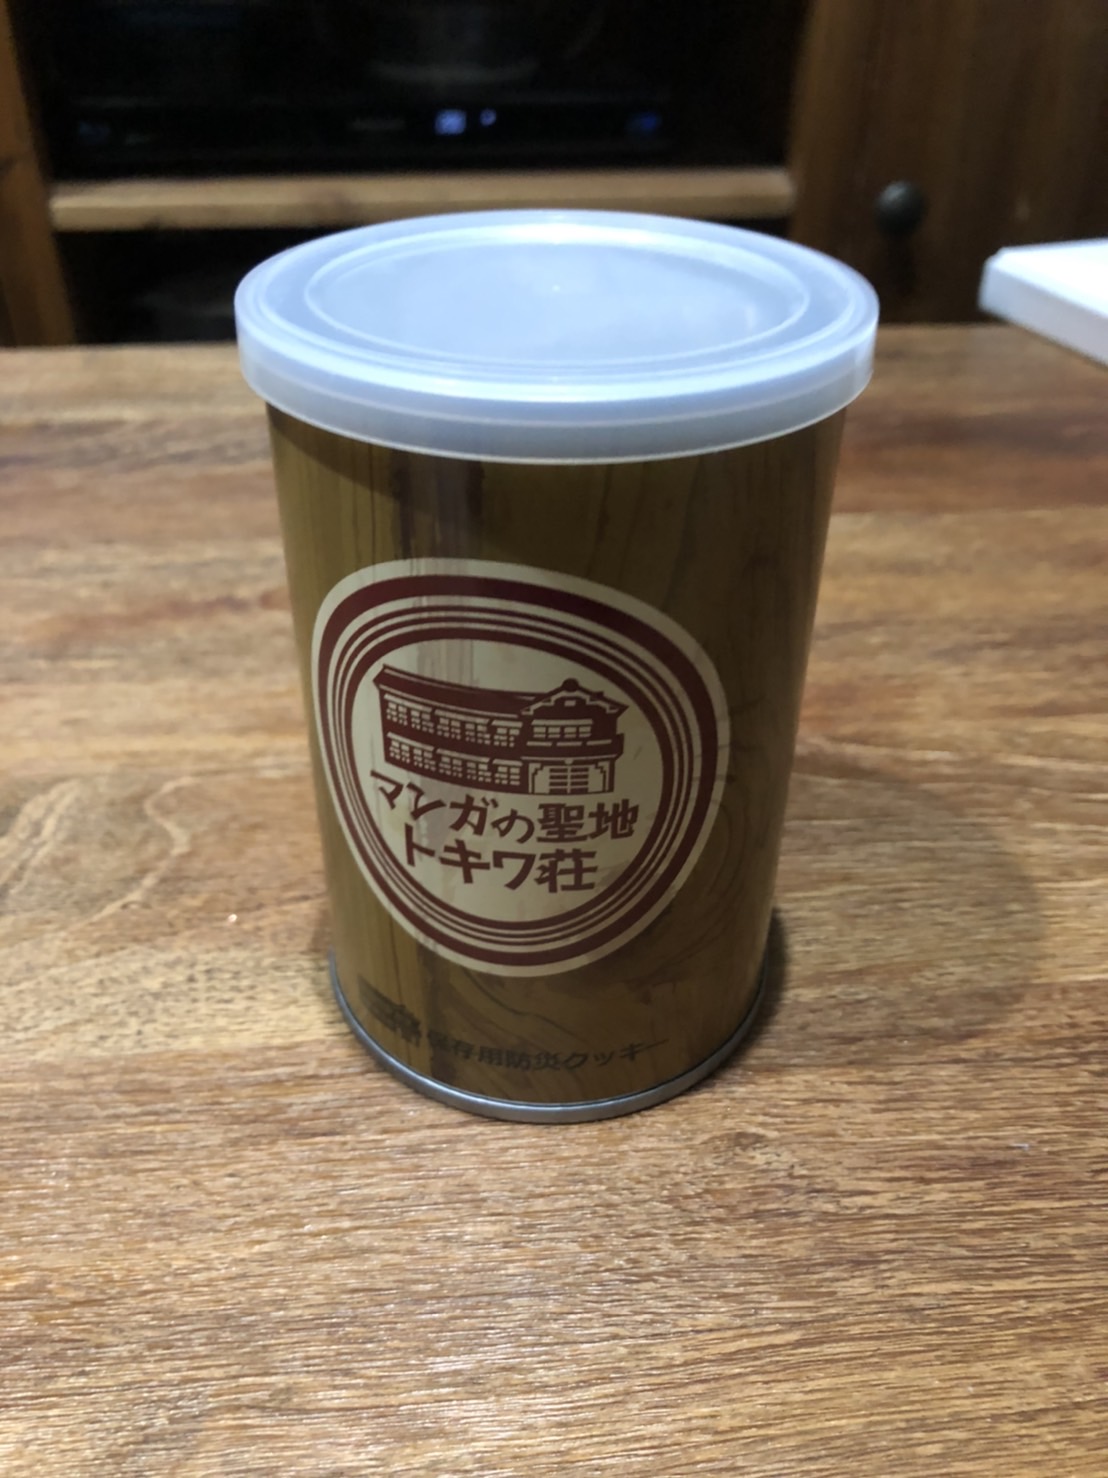 マンガの聖地
トキワ荘
保存用防災クッキー